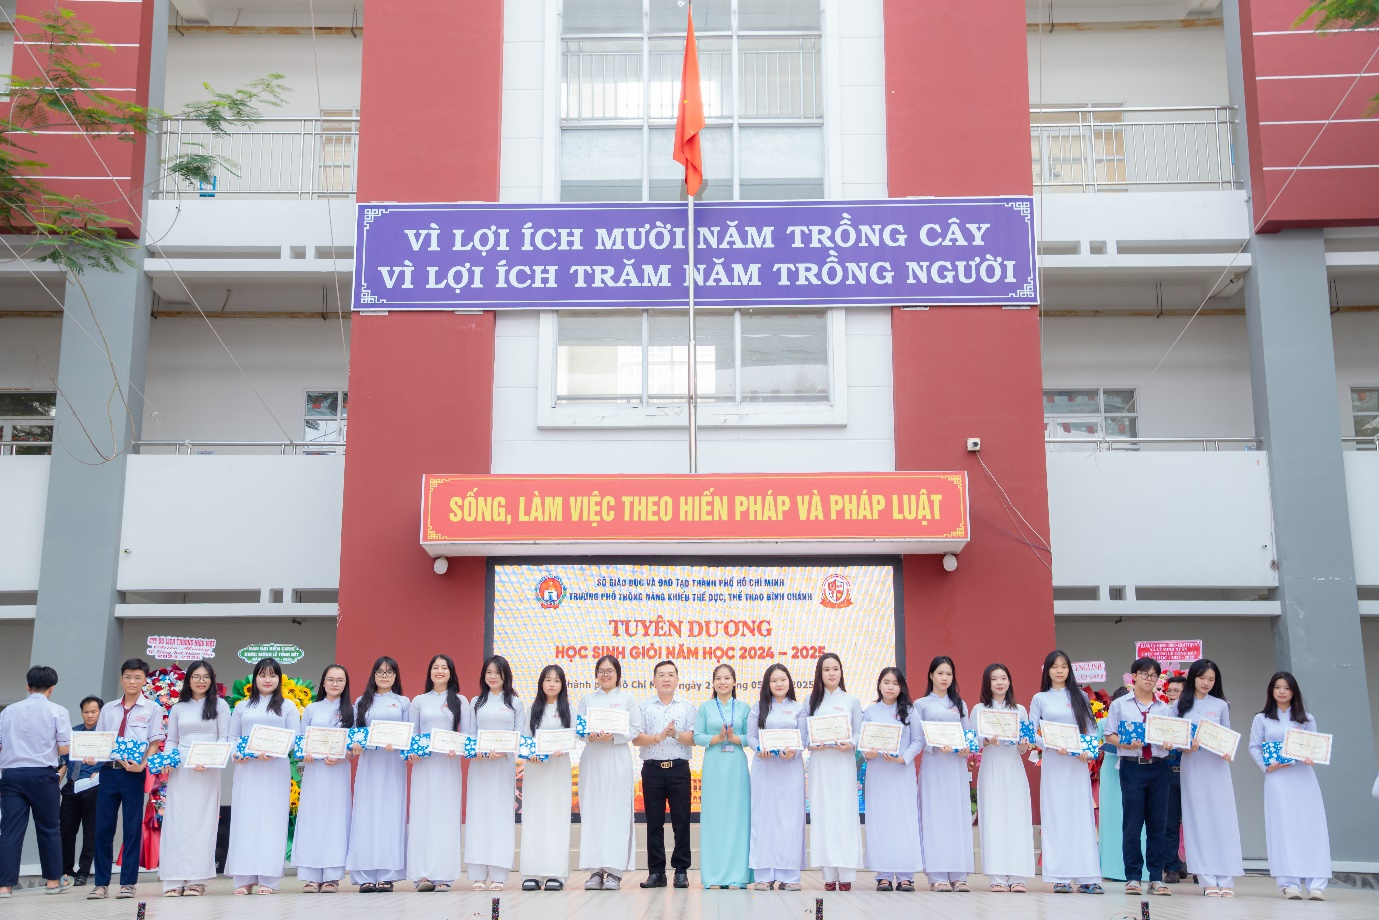 VÌ LỢI ÍCH MƯỜI NĂM TRỒNG CÂY
VÌ LỢI ÍCH TRĂM NĂM TRỒNG NGƯỜI
SỐNG, LÀM VIỆC THEO HIẾN PHÁP VÀ PHÁP LUẬT
SỞ GIÁO DỤC VÀ ĐÀO TẠO THÀNH PHỐ HỒ CHÍ MINH
TRƯỜNG PHỔ THÔNG NĂNG KHIẾU THỂ DỤC, THỂ THAO BÌNH CHÁNH
TUYÊN DƯƠNG
HỌC SINH GIỎI NĂM HỌC 2024 - 2025